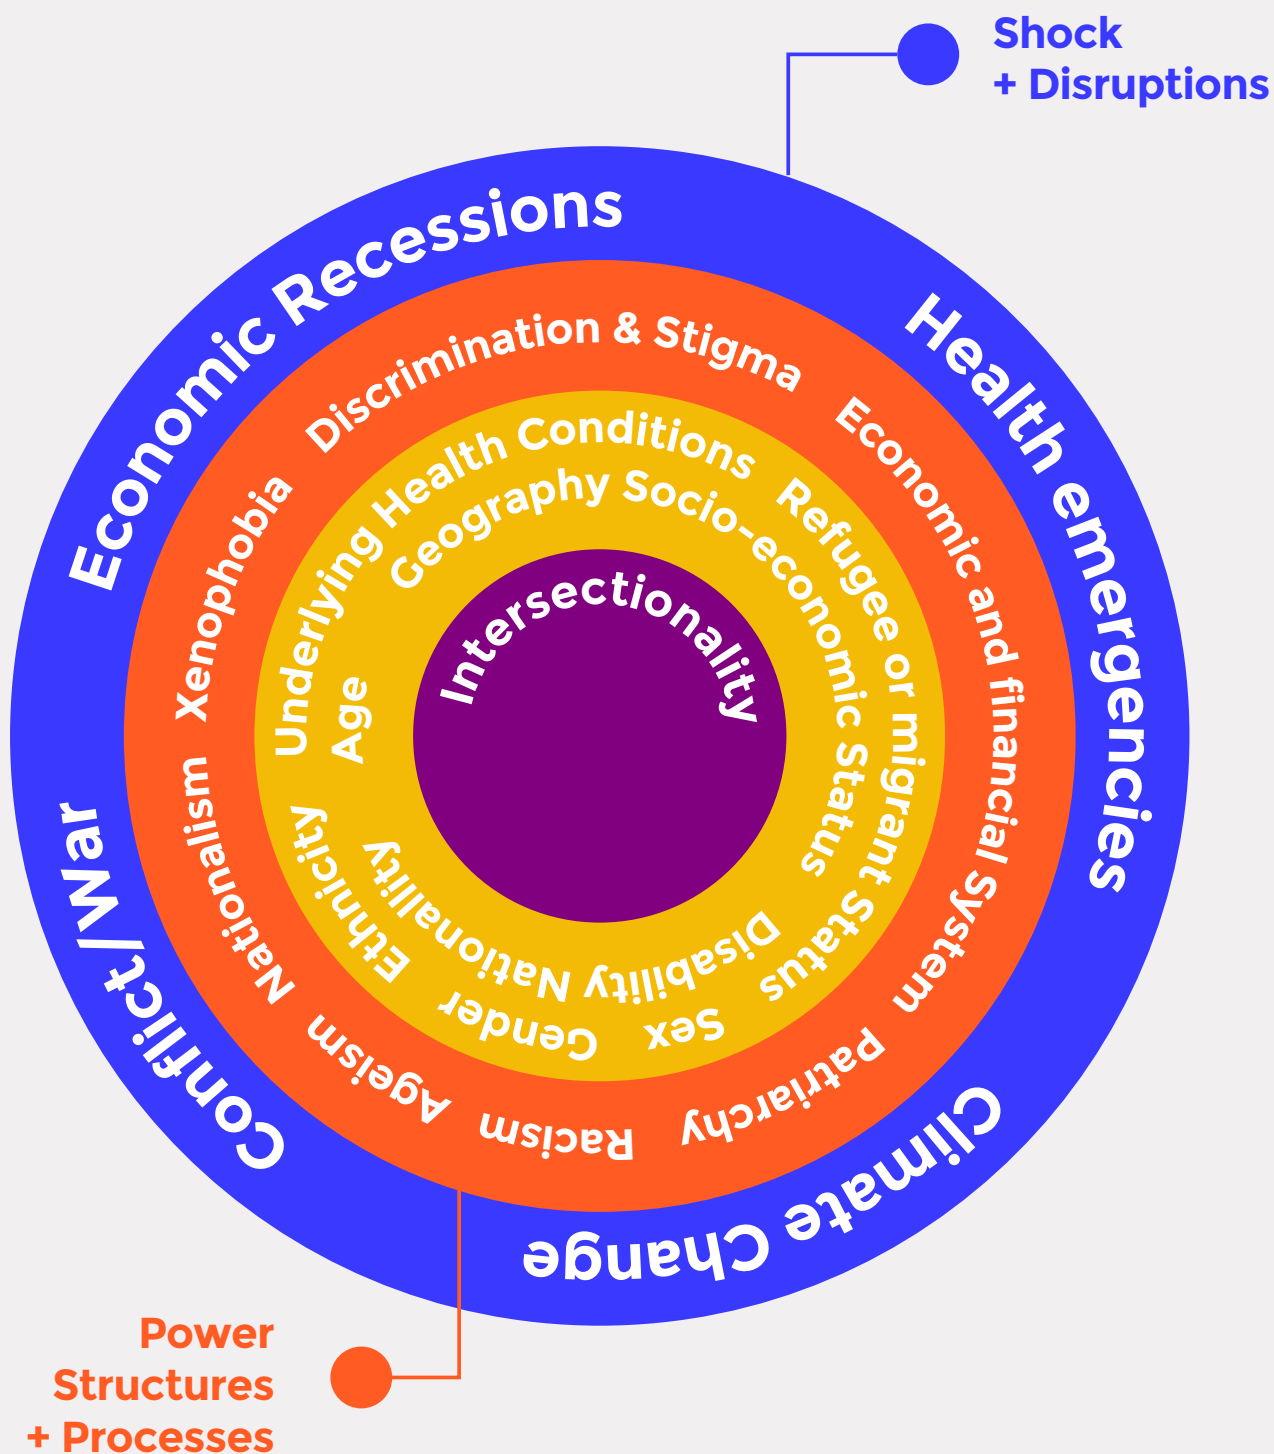 Shock
+ Disruptions
Economic Recessions
Health emergencies
Climate Change
Conflict/War
Discrimination & Stigma
Economic and financial System
Patriarchy
Racism
Ageism
Nationalism
Xenophobia
Underlying Health Conditions
Refugee or migrant Status
Sex
Gender
Ethnicity
Age
Geography
Socio-economic Status
Disability
Nationallity
Intersectionality
Power
Structures
+ Processes